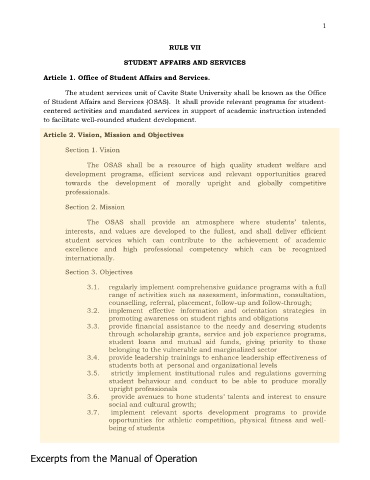 1
RULE VII
STUDENT AFFAIRS AND SERVICES
Article 1. Office of Student Affairs and Services.
The student services unit of Cavite State University shall be known as the Office
of Student Affairs and Services (OSAS). It shall provide relevant programs for student-
centered activities and mandated services in support of academic instruction intended
to facilitate well-rounded student development.
Article 2. Vision, Mission and Objectives
Section 1. Vision
The OSAS shall be a resource of high quality student welfare and
development programs, efficient services and relevant opportunities geared
towards the development of morally upright and globally competitive
professionals.
Section 2. Mission
The OSAS shall provide an atmosphere where students' talents,
interests, and values are developed to the fullest, and shall deliver efficient
student services which can contribute to the achievement of academic
excellence and high professional competency which can be recognized
internationally.
Section 3. Objectives
3.1. regularly implement comprehensive guidance programs with a full
range of activities such as assessment, information, consultation,
counselling, referral, placement, follow-up and follow-through;
3.2. implement effective information and orientation strategies in
promoting awareness on student rights and obligations
3.3. provide financial assistance to the needy and deserving students
through scholarship grants, service and job experience programs,
student loans and mutual aid funds, giving priority to those
belonging to the vulnerable and marginalized sector
3.4. provide leadership trainings to enhance leadership effectiveness of
students both at personal and organizational levels
3.5. strictly implement institutional rules and regulations governing
student behaviour and conduct to be able to produce morally
upright professionals
3.6. provide avenues to hone students' talents and interest to ensure
social and cultural growth;
3.7. implement relevant sports development programs to provide
opportunities for athletic competition, physical fitness and well-
being of students
Excerpts from the Manual of Operation